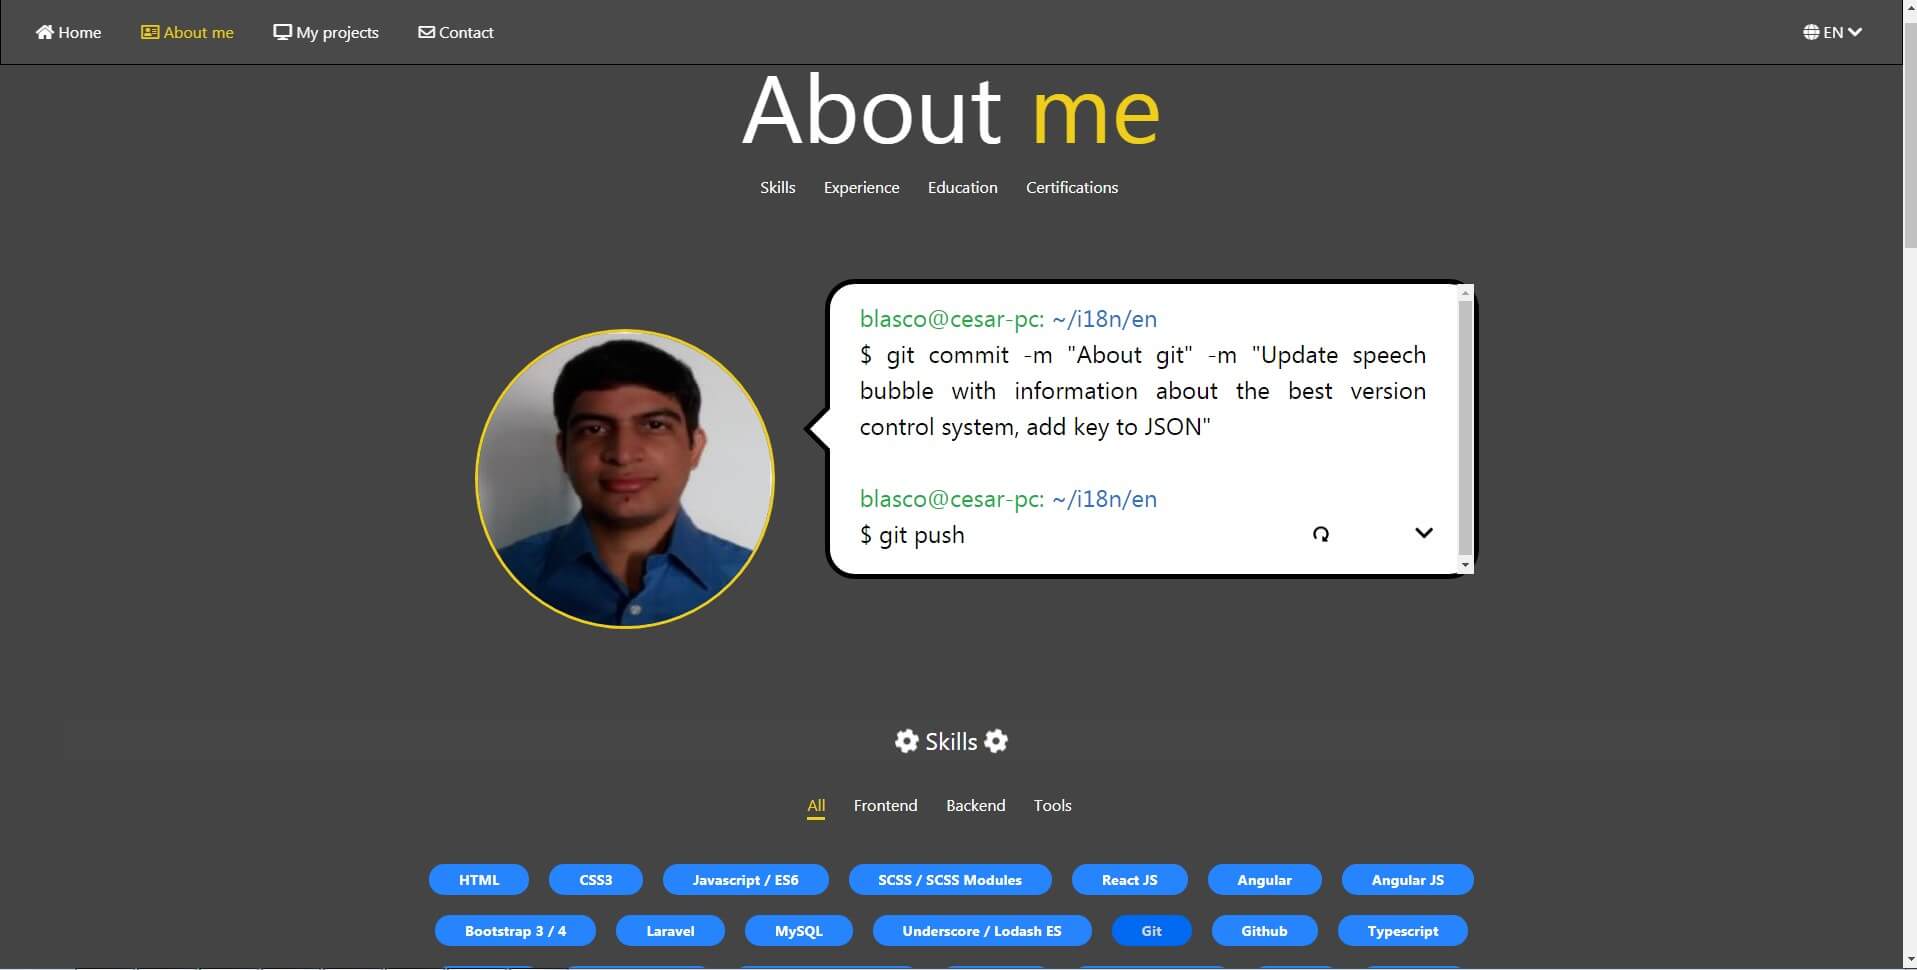 Home About me My projects Contact EN
About me
Skills Experience Education Certifications
blasco@cesar-pc: ~/i18n/en
$ git commit -m "About git" -m "Update speech
bubble with information about the best version
control system, add key to JSON"
blasco@cesar-pc: ~/i18n/en
$ git push
Skills
All Frontend Backend Tools
HTML CSS3 Javascript / ES6 SCSS / SCSS Modules React JS Angular Angular JS
Bootstrap 3 / 4 Laravel MySQL Underscore / Lodash ES Git Github Typescript